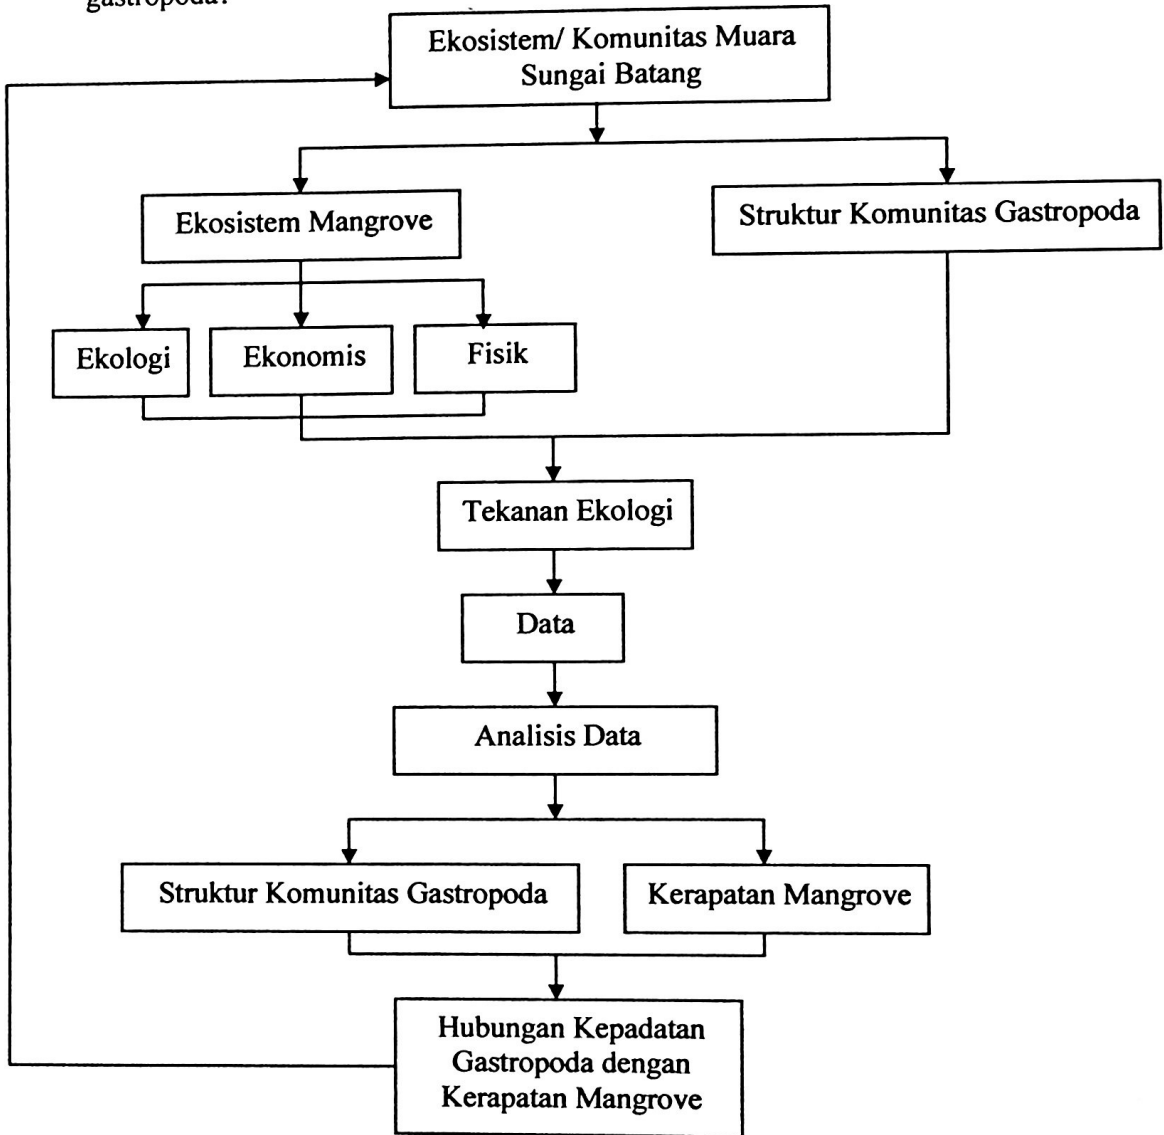 gastropoda?
Ekosistem/ Komunitas Muara
Sungai Batang
Ekosistem Mangrove
Struktur Komunitas Gastropoda
Ekologi
Ekonomis
Fisik
Tekanan Ekologi
Data
Analisis Data
Struktur Komunitas Gastropoda
Kerapatan Mangrove
Hubungan Kepadatan
Gastropoda dengan
Kerapatan Mangrove